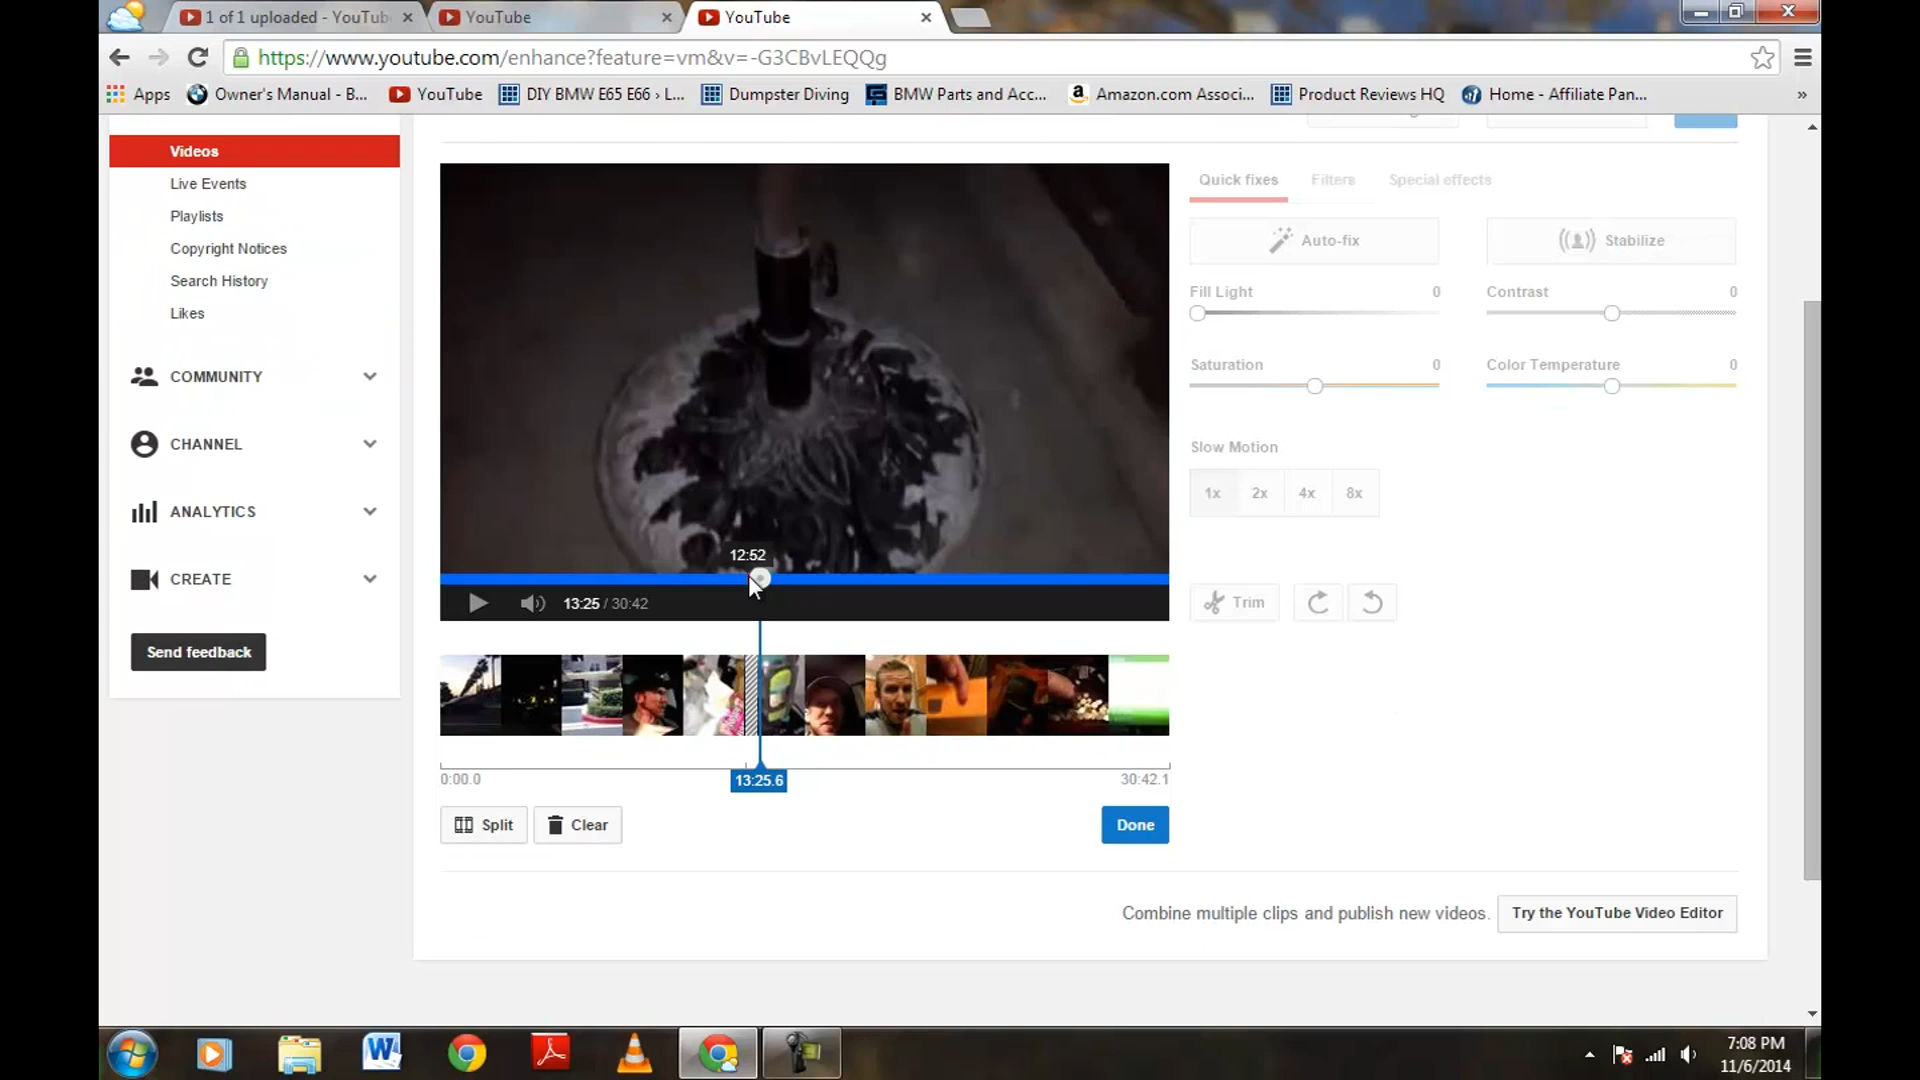 1 of 1 uploaded - YouTub
YouTube
YouTube
https://www.youtube.com/enhance?feature=vm&v=-G3CBvLEQQg
Apps
Owner's Manual - B...
YouTube
DIY BMW E65 E66 › L...
Dumpster Diving
BMW Parts and Acc...
Amazon.com Associ...
Product Reviews HQ
Home - Affiliate Pan...
»
Videos
Live Events
Playlists
Copyright Notices
Search History
Likes
COMMUNITY
CHANNEL
ANALYTICS
CREATE
Send feedback
12:52
13:25 / 30:42
0:00.0
13:25.6
30:42.1
Split
Clear
Done
Quick fixes
Filters
Special effects
Auto-fix
Stabilize
Fill Light 0
Contrast 0
Saturation 0
Color Temperature 0
Slow Motion
1x
2x
4x
8x
Trim
Combine multiple clips and publish new videos.
Try the YouTube Video Editor
7:08 PM
11/6/2014